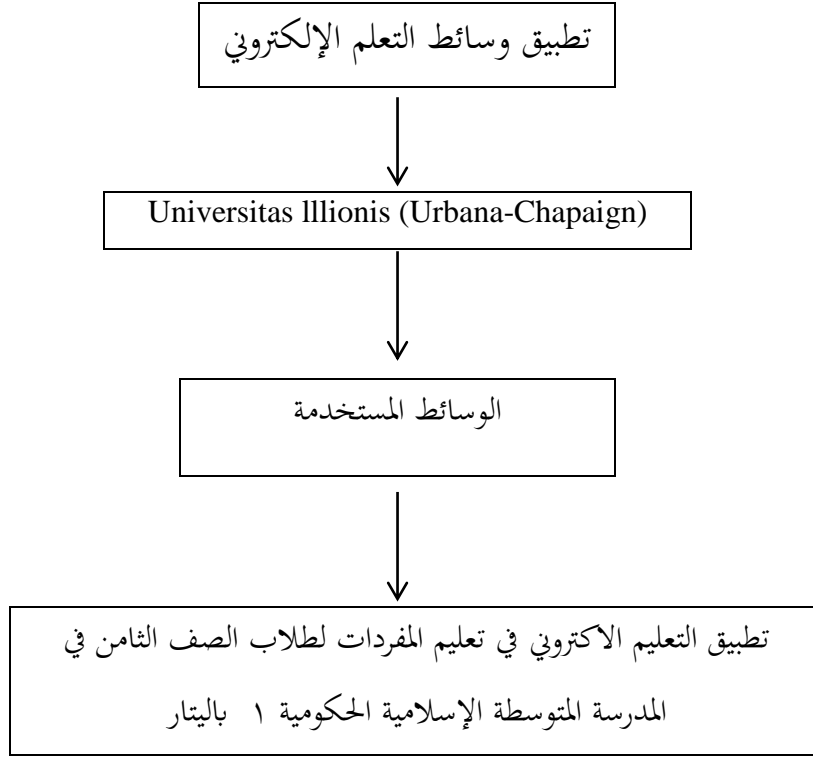 تطبيق وسائط التعلم الإلكتروني
Universitas lllionis (Urbana-Chapaign)
الوسائط المستخدمة
تطبيق التعليم الاكتروني في تعليم المفردات لطلاب الصف الثامن في
المدرسة المتوسطة الإسلامية الحكومية ١ باليتار